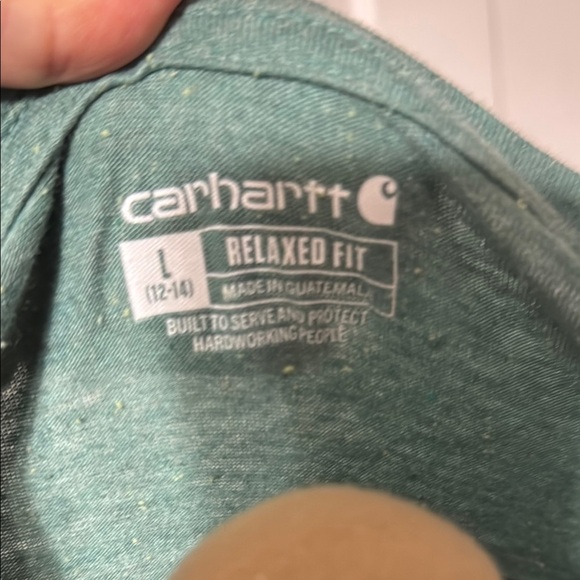 carhartt
L
(12-14)
RELAXED FIT
MADE IN GUATEMALA
BUILT TO SERVE AND PROTECT
HARDWORKING PEOPLE